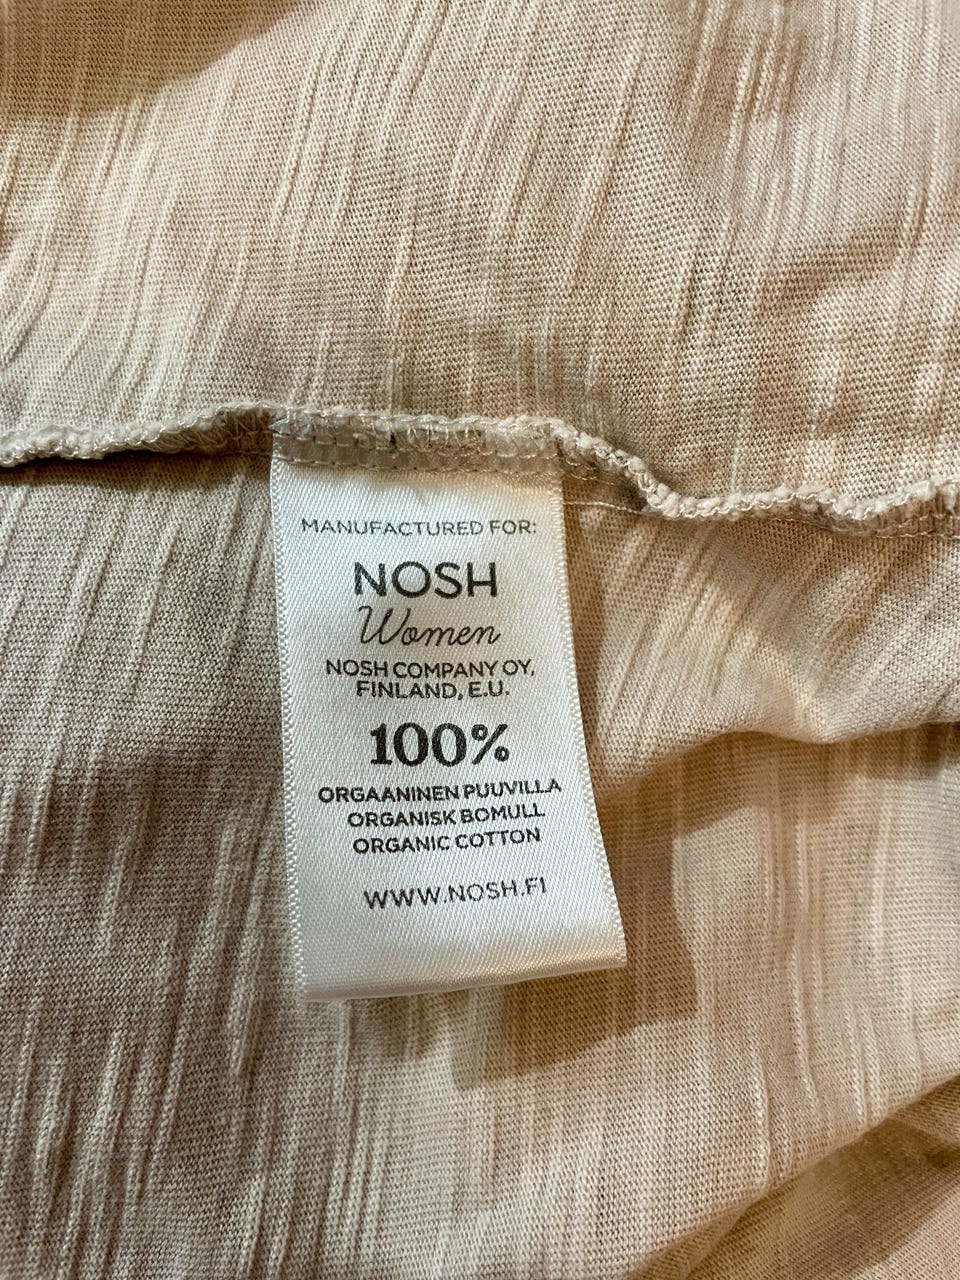 MANUFACTURED FOR:
NOSH
Women
NOSH COMPANY OY,
FINLAND, E.U.
100%
ORGAANINEN PUUVILLA
ORGANISK BOMULL
ORGANIC COTTON
WWW.NOSH.FI